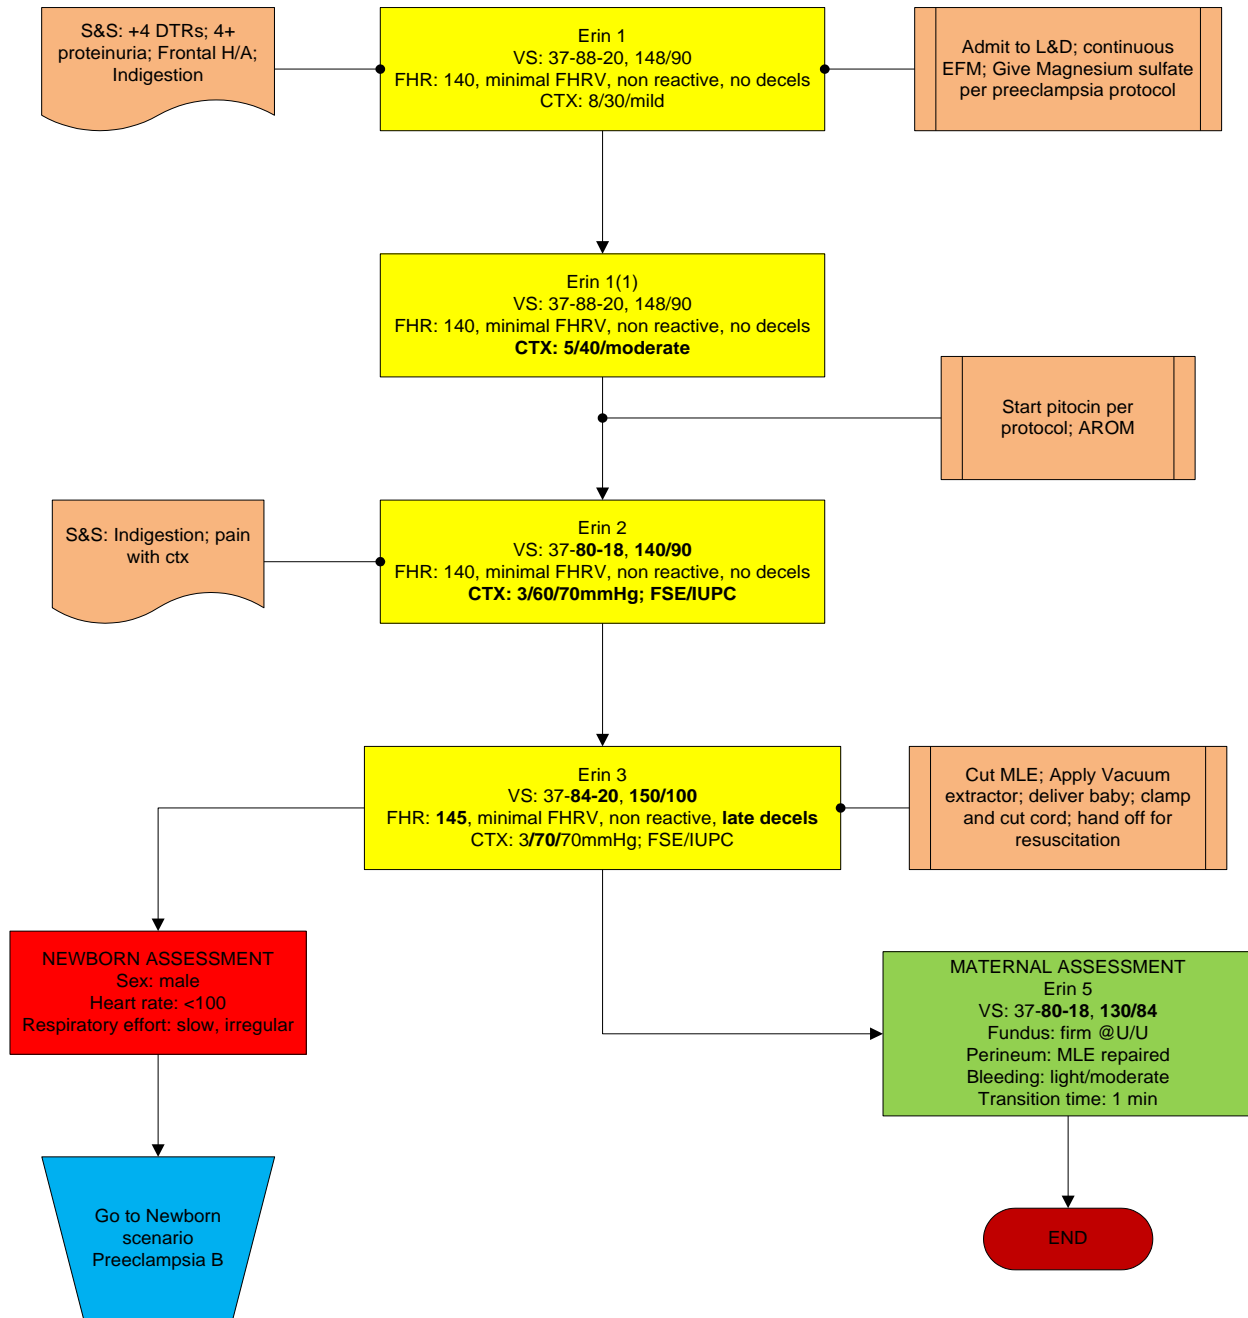 S&S: +4 DTRs; 4+
proteinuria; Frontal H/A;
Indigestion
Erin 1
VS: 37-88-20, 148/90
FHR: 140, minimal FHRV, non reactive, no decels
CTX: 8/30/mild
Admit to L&D; continuous
EFM; Give Magnesium sulfate
per preeclampsia protocol
Erin 1(1)
VS: 37-88-20, 148/90
FHR: 140, minimal FHRV, non reactive, no decels
CTX: 5/40/moderate
Start pitocin per
protocol; AROM
S&S: Indigestion; pain
with ctx
Erin 2
VS: 37-80-18, 140/90
FHR: 140, minimal FHRV, non reactive, no decels
CTX: 3/60/70mmHg; FSE/IUPC
Erin 3
VS: 37-84-20, 150/100
FHR: 145, minimal FHRV, non reactive, late decels
CTX: 3/70/70mmHg; FSE/IUPC
Cut MLE; Apply Vacuum
extractor; deliver baby; clamp
and cut cord; hand off for
resuscitation
NEWBORN ASSESSMENT
Sex: male
Heart rate: <100
Respiratory effort: slow, irregular
MATERNAL ASSESSMENT
Erin 5
VS: 37-80-18, 130/84
Fundus: firm @U/U
Perineum: MLE repaired
Bleeding: light/moderate
Transition time: 1 min
Go to Newborn
scenario
Preeclampsia B
END